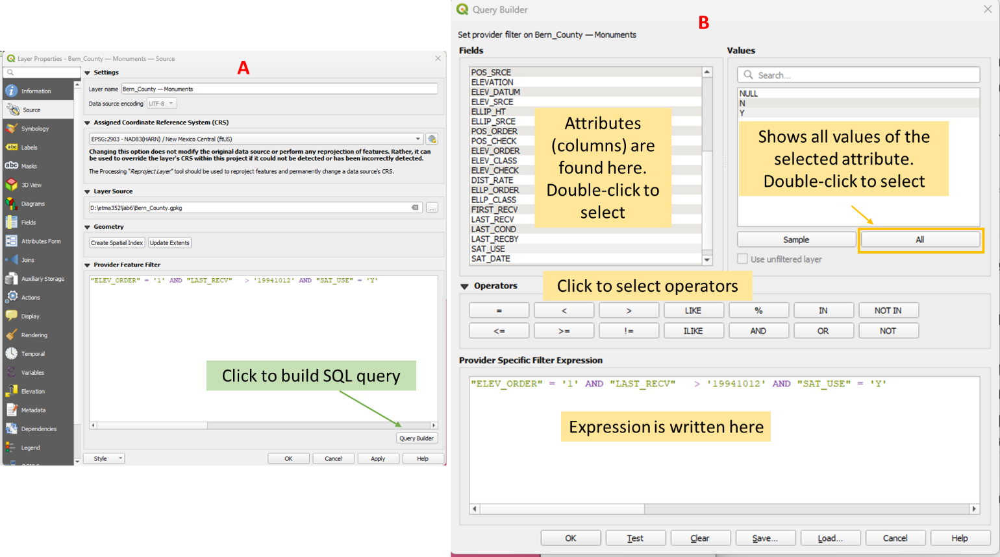 A
Layer Properties - Bern_County — Monuments — Source
Information
Source
Symbology
Labels
Masks
3D View
Diagrams
Fields
Attributes Form
Joins
Auxiliary Storage
Actions
Display
Rendering
Temporal
Variables
Elevation
Metadata
Dependencies
Legend
Settings
Layer name Bern_County — Monuments
Data source encoding UTF-8
Assigned Coordinate Reference System (CRS)
EPSG:2903 - NAD83(HARN) / New Mexico Central (ftUS)
Changing this option does not modify the original data source or perform any reprojection of features. Rather, it can
be used to override the layer's CRS within this project if it could not be detected or has been incorrectly detected.
The Processing "Reproject Layer" tool should be used to reproject features and permanently change a data source's CRS.
Layer Source
D:\etma352\lab6\Bern_County.gpkg
...
Geometry
Create Spatial Index Update Extents
Provider Feature Filter
"ELEV_ORDER" = '1' AND "LAST_RECV" > '19941012' AND "SAT_USE" = 'Y'
Click to build SQL query
Query Builder
Style OK Cancel Apply Help
B
Query Builder
Set provider filter on Bern_County — Monuments
Fields
POS_SRCE
ELEVATION
ELEV_DATUM
ELEV_SRCE
ELLIP_HT
ELLIP_SRCE
POS_ORDER
POS_CHECK
ELEV_ORDER
ELEV_CLASS
ELEV_CHECK
DIST_RATE
ELLP_ORDER
ELLP_CLASS
FIRST_RECV
LAST_RECV
LAST_COND
LAST_RECBY
SAT_USE
SAT_DATE
Attributes
(columns) are
found here.
Double-click to
select
Values
Search...
NULL
N
Y
Shows all values of the
selected attribute.
Double-click to select
Sample All
Use unfiltered layer
Operators
Click to select operators
= < > LIKE % IN NOT IN
<= >= != ILIKE AND OR NOT
Provider Specific Filter Expression
"ELEV_ORDER" = '1' AND "LAST_RECV" > '19941012' AND "SAT_USE" = 'Y'
Expression is written here
OK Test Clear Save... Load... Cancel Help